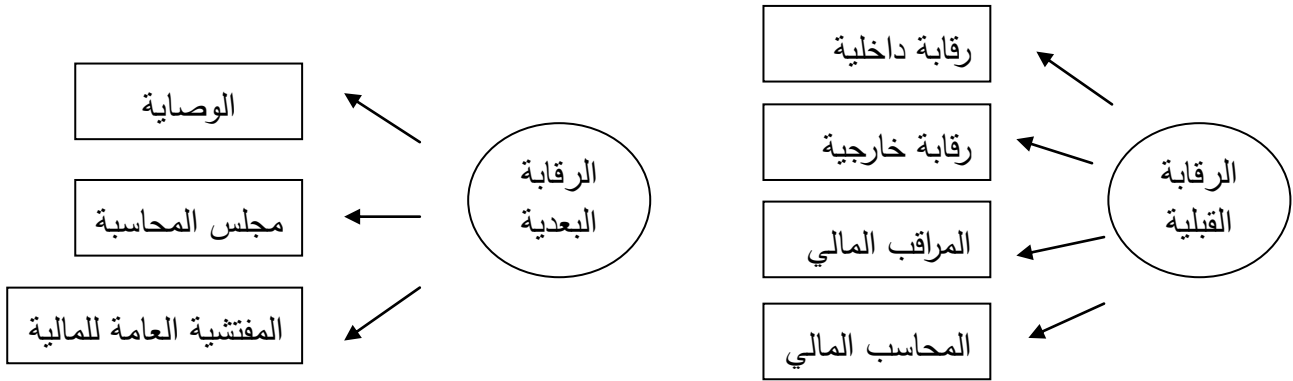 الرقابة
القبلية
رقابة داخلية
رقابة خارجية
المراقب المالي
المحاسب المالي
الرقابة
البعدية
الوصاية
مجلس المحاسبة
المفتشية العامة للمالية